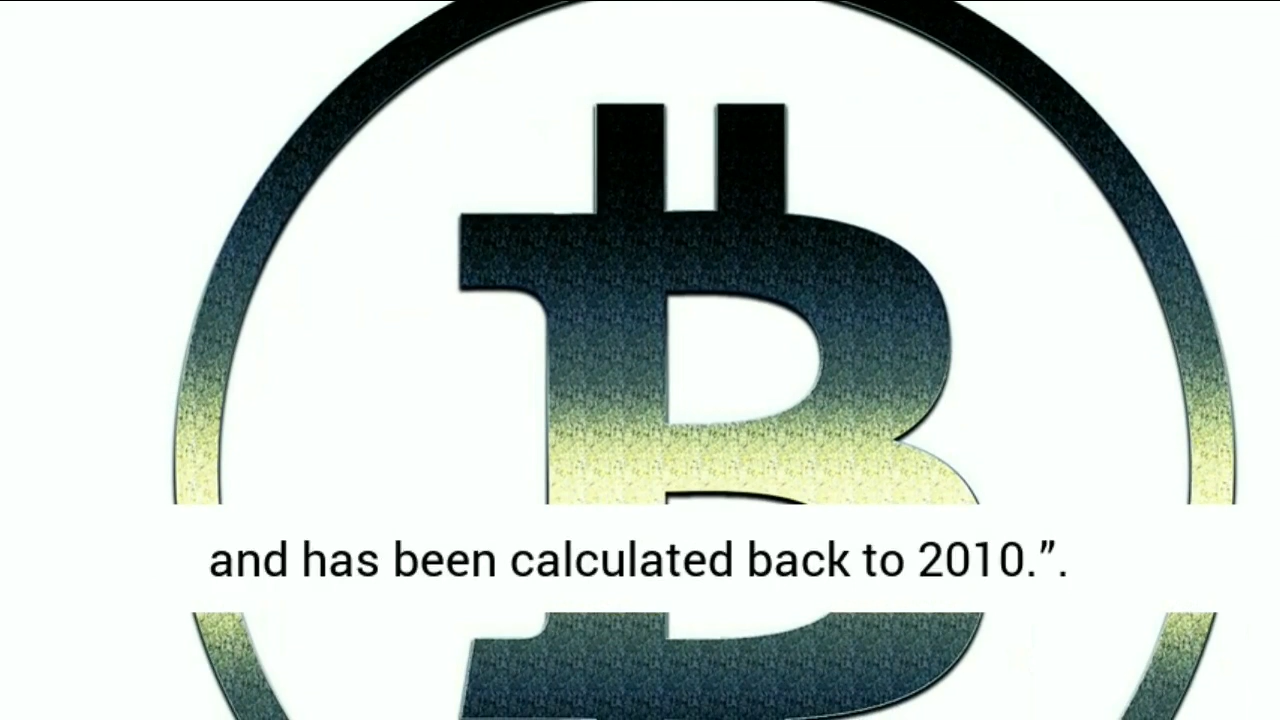 and has been calculated back to 2010.”.